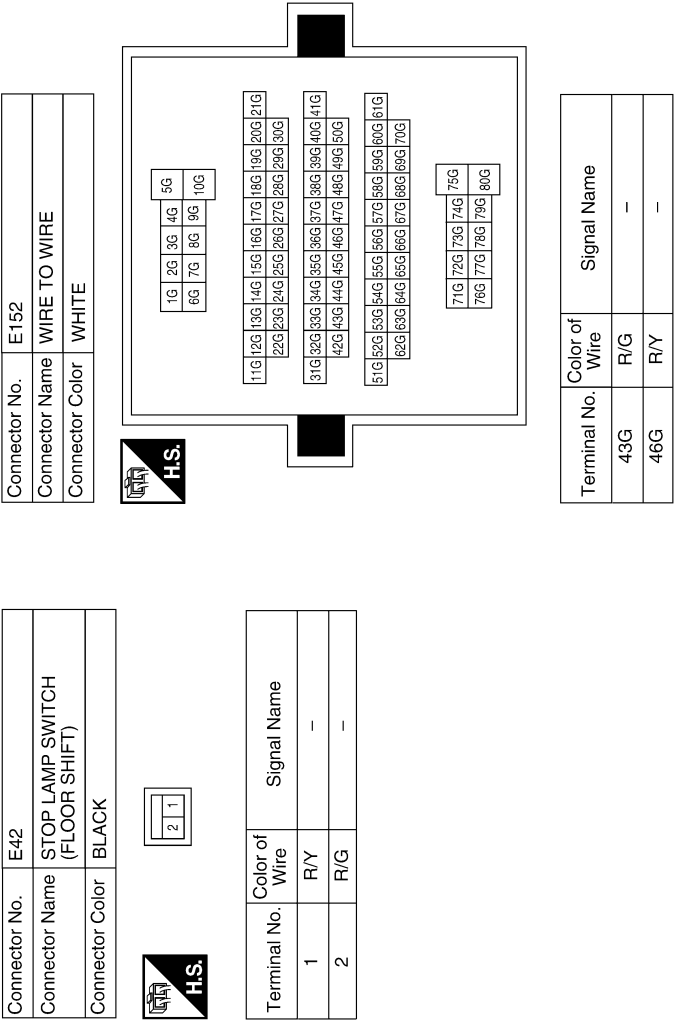 Connector No. E42
Connector Name STOP LAMP SWITCH
(FLOOR SHIFT)
Connector Color BLACK
H.S.
2 1
Terminal No. Color of Wire Signal Name
1 R/Y –
2 R/G –
Connector No. E152
Connector Name WIRE TO WIRE
Connector Color WHITE
H.S.
1G 2G 3G 4G 5G
6G 7G 8G 9G 10G
11G 12G 13G 14G 15G 16G 17G 18G 19G 20G 21G
22G 23G 24G 25G 26G 27G 28G 29G 30G
31G 32G 33G 34G 35G 36G 37G 38G 39G 40G 41G
42G 43G 44G 45G 46G 47G 48G 49G 50G
51G 52G 53G 54G 55G 56G 57G 58G 59G 60G 61G
62G 63G 64G 65G 66G 67G 68G 69G 70G
71G 72G 73G 74G 75G
76G 77G 78G 79G 80G
Terminal No. Color of Wire Signal Name
43G R/G –
46G R/Y –